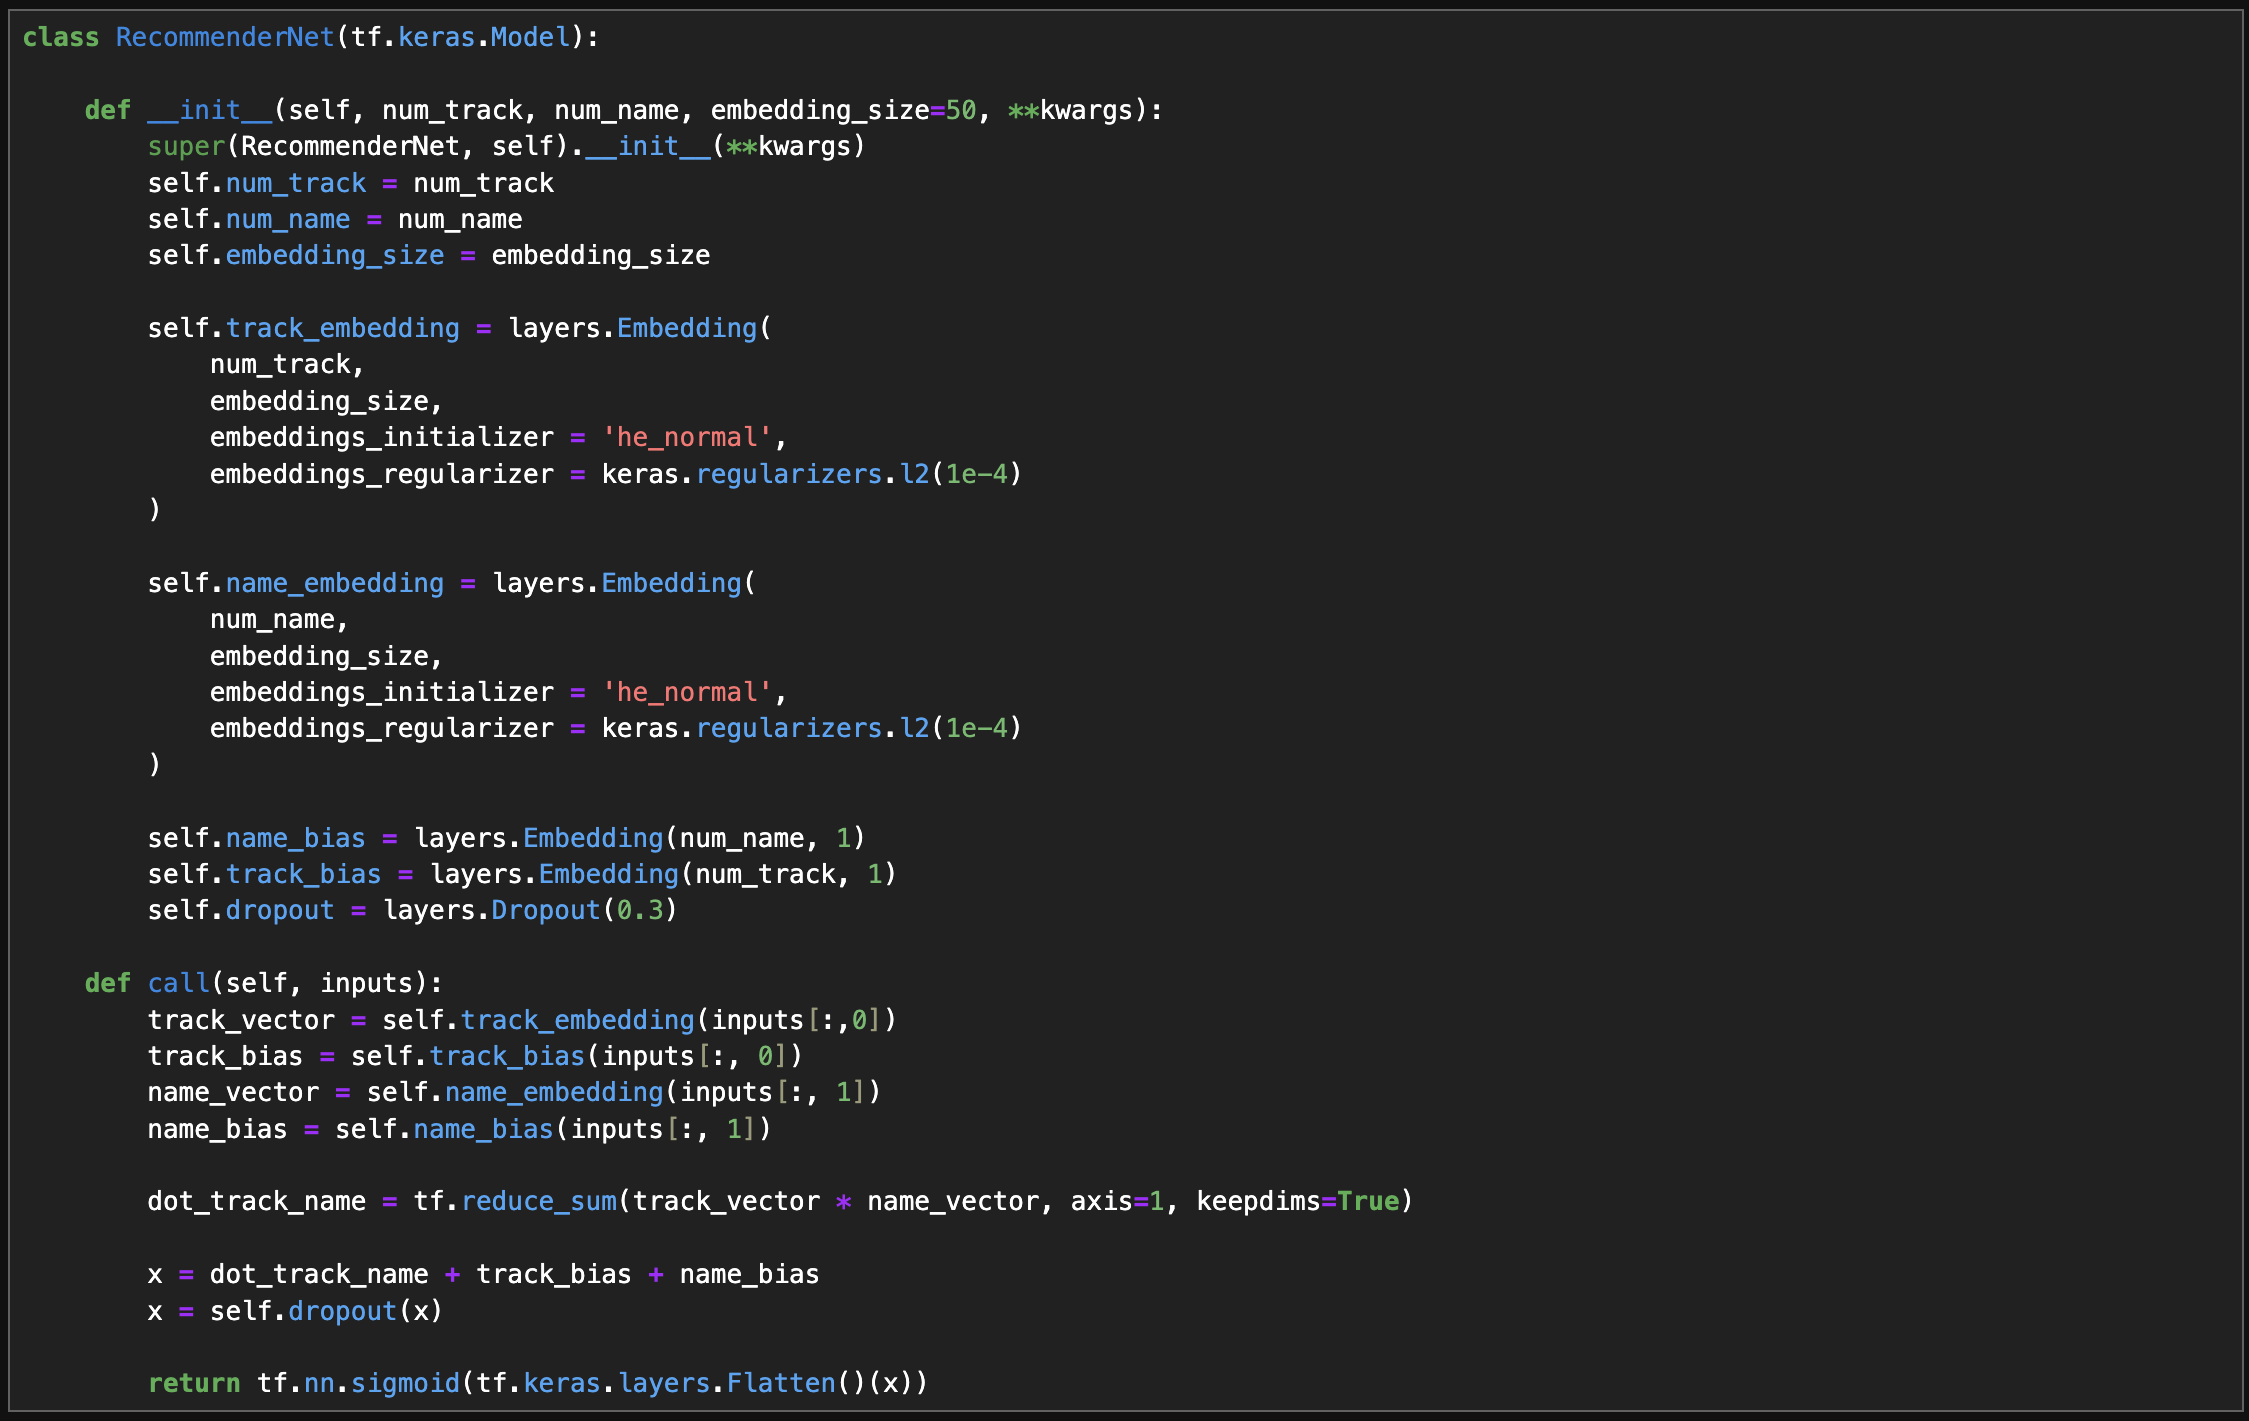 class RecommenderNet(tf.keras.Model):
def __init__(self, num_track, num_name, embedding_size=50, **kwargs):
super(RecommenderNet, self).__init__(**kwargs)
self.num_track = num_track
self.num_name = num_name
self.embedding_size = embedding_size
self.track_embedding = layers.Embedding(
num_track,
embedding_size,
embeddings_initializer = 'he_normal',
embeddings_regularizer = keras.regularizers.l2(1e-4)
)
self.name_embedding = layers.Embedding(
num_name,
embedding_size,
embeddings_initializer = 'he_normal',
embeddings_regularizer = keras.regularizers.l2(1e-4)
)
self.name_bias = layers.Embedding(num_name, 1)
self.track_bias = layers.Embedding(num_track, 1)
self.dropout = layers.Dropout(0.3)
def call(self, inputs):
track_vector = self.track_embedding(inputs[:,0])
track_bias = self.track_bias(inputs[:, 0])
name_vector = self.name_embedding(inputs[:, 1])
name_bias = self.name_bias(inputs[:, 1])
dot_track_name = tf.reduce_sum(track_vector * name_vector, axis=1, keepdims=True)
x = dot_track_name + track_bias + name_bias
x = self.dropout(x)
return tf.nn.sigmoid(tf.keras.layers.Flatten()(x))